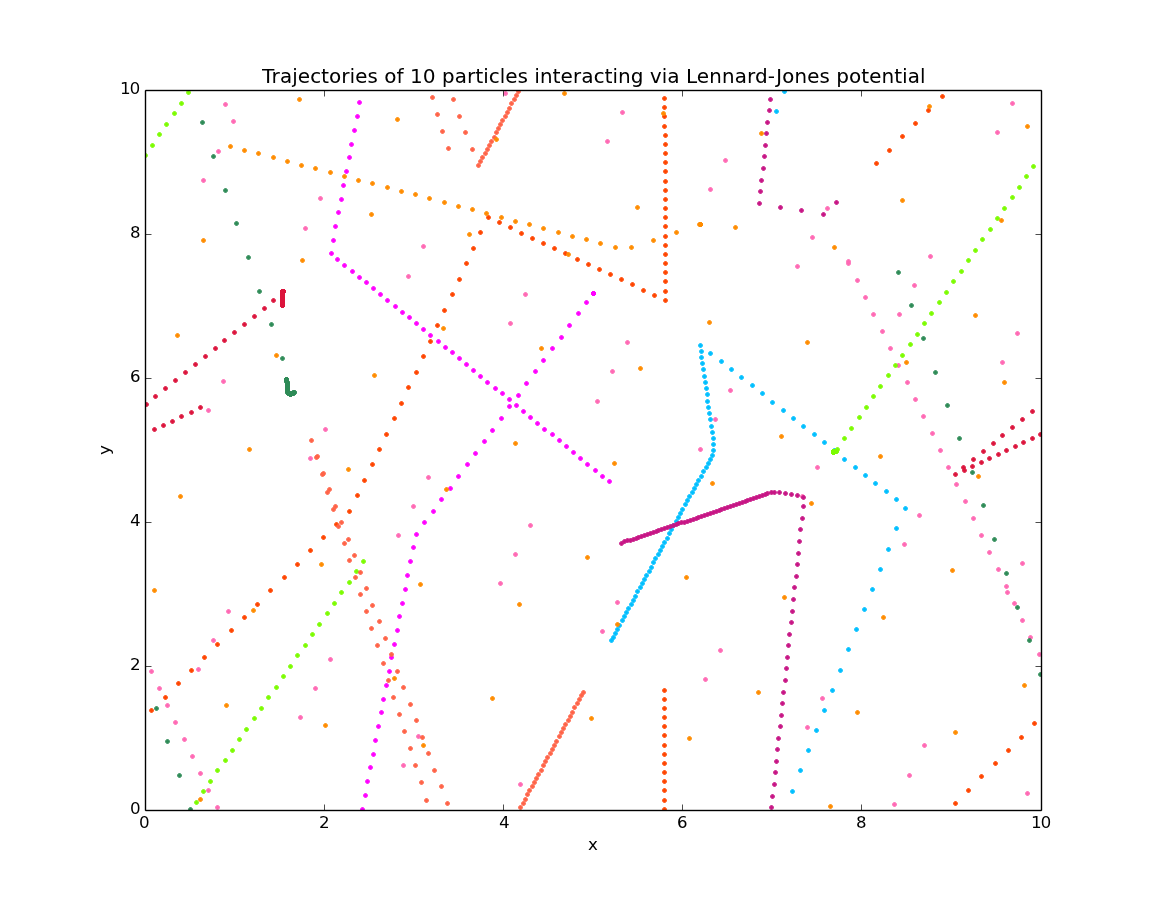 Trajectories of 10 particles interacting via Lennard-Jones potential
10
8
6
y
4
2
0
0 2 4 6 8 10
x